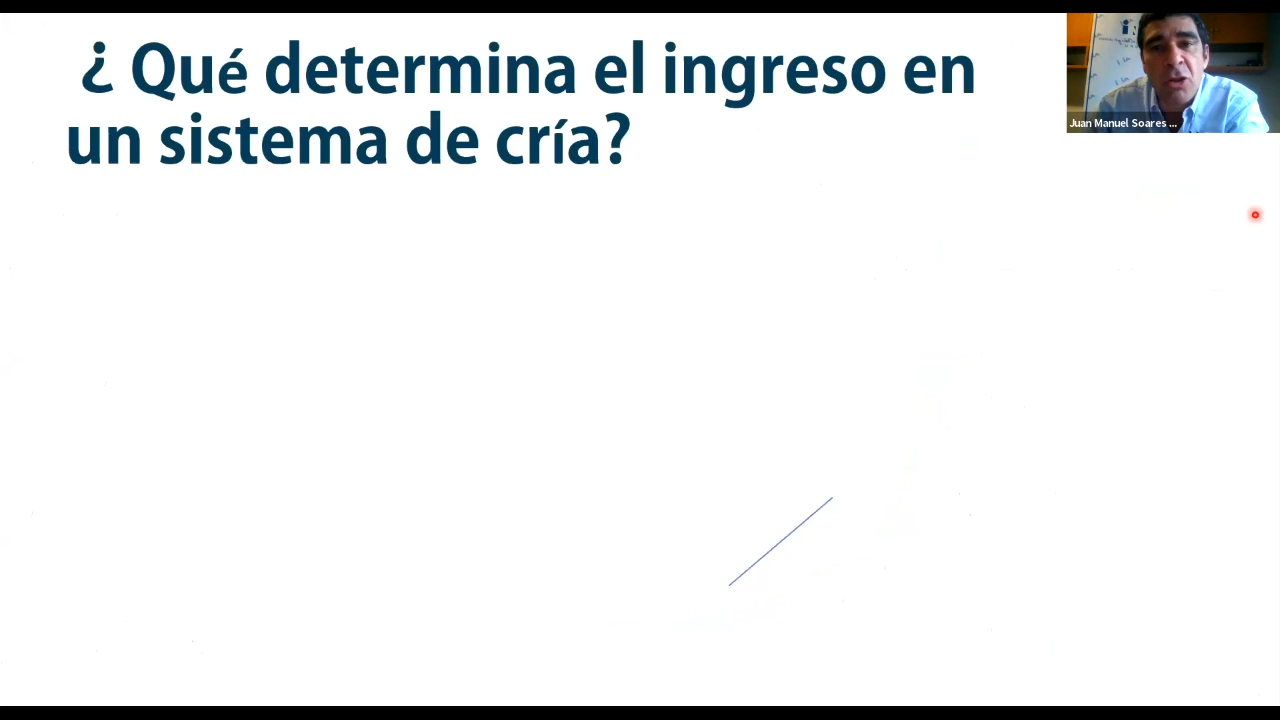 ¿ Qué determina el ingreso en
un sistema de cría?
Juan Manuel Soares ...